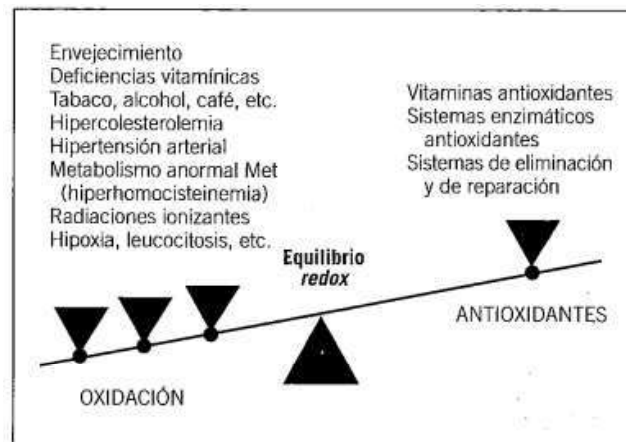 Envejecimiento
Deficiencias vitamínicas
Tabaco, alcohol, café, etc.
Hipercolesterolemia
Hipertensión arterial
Metabolismo anormal Met
(hiperhomocisteinemia)
Radiaciones ionizantes
Hipoxia, leucocitosis, etc.
Vitaminas antioxidantes
Sistemas enzimáticos
antioxidantes
Sistemas de eliminación
y de reparación
Equilibrio
redox
ANTIOXIDANTES
OXIDACIÓN